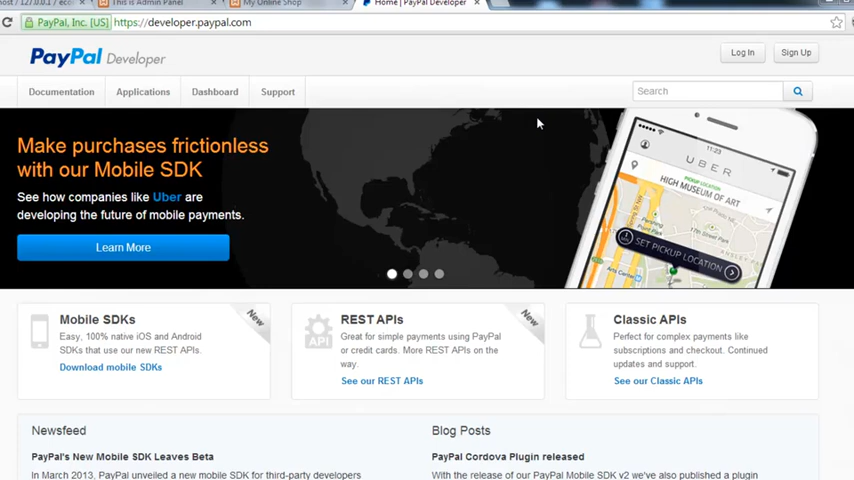 This is Admin Panel
My Online Shop
Home | PayPal Developer
PayPal, Inc. [US]
https://developer.paypal.com
PayPal Developer
Log In
Sign Up
Documentation
Applications
Dashboard
Support
Search
Make purchases frictionless
with our Mobile SDK
See how companies like Uber are
developing the future of mobile payments.
Learn More
11:23
UBER
PICKUP LOCATION
HIGH MUSEUM OF ART
17th Street
SET PICKUP LOCATION
Arts Center
Mobile SDKs
New
Easy, 100% native iOS and Android
SDKs that use our new REST APIs.
Download mobile SDKs
API
REST APIs
New
Great for simple payments using PayPal
or credit cards. More REST APIs on the
way.
See our REST APIs
Classic APIs
Perfect for complex payments like
subscriptions and checkout. Continued
updates and support.
See our Classic APIs
Newsfeed
PayPal's New Mobile SDK Leaves Beta
In March 2013, PayPal unveiled a new mobile SDK for third-party developers
Blog Posts
PayPal Cordova Plugin released
With the release of our PayPal Mobile SDK v2 we've also published a plugin